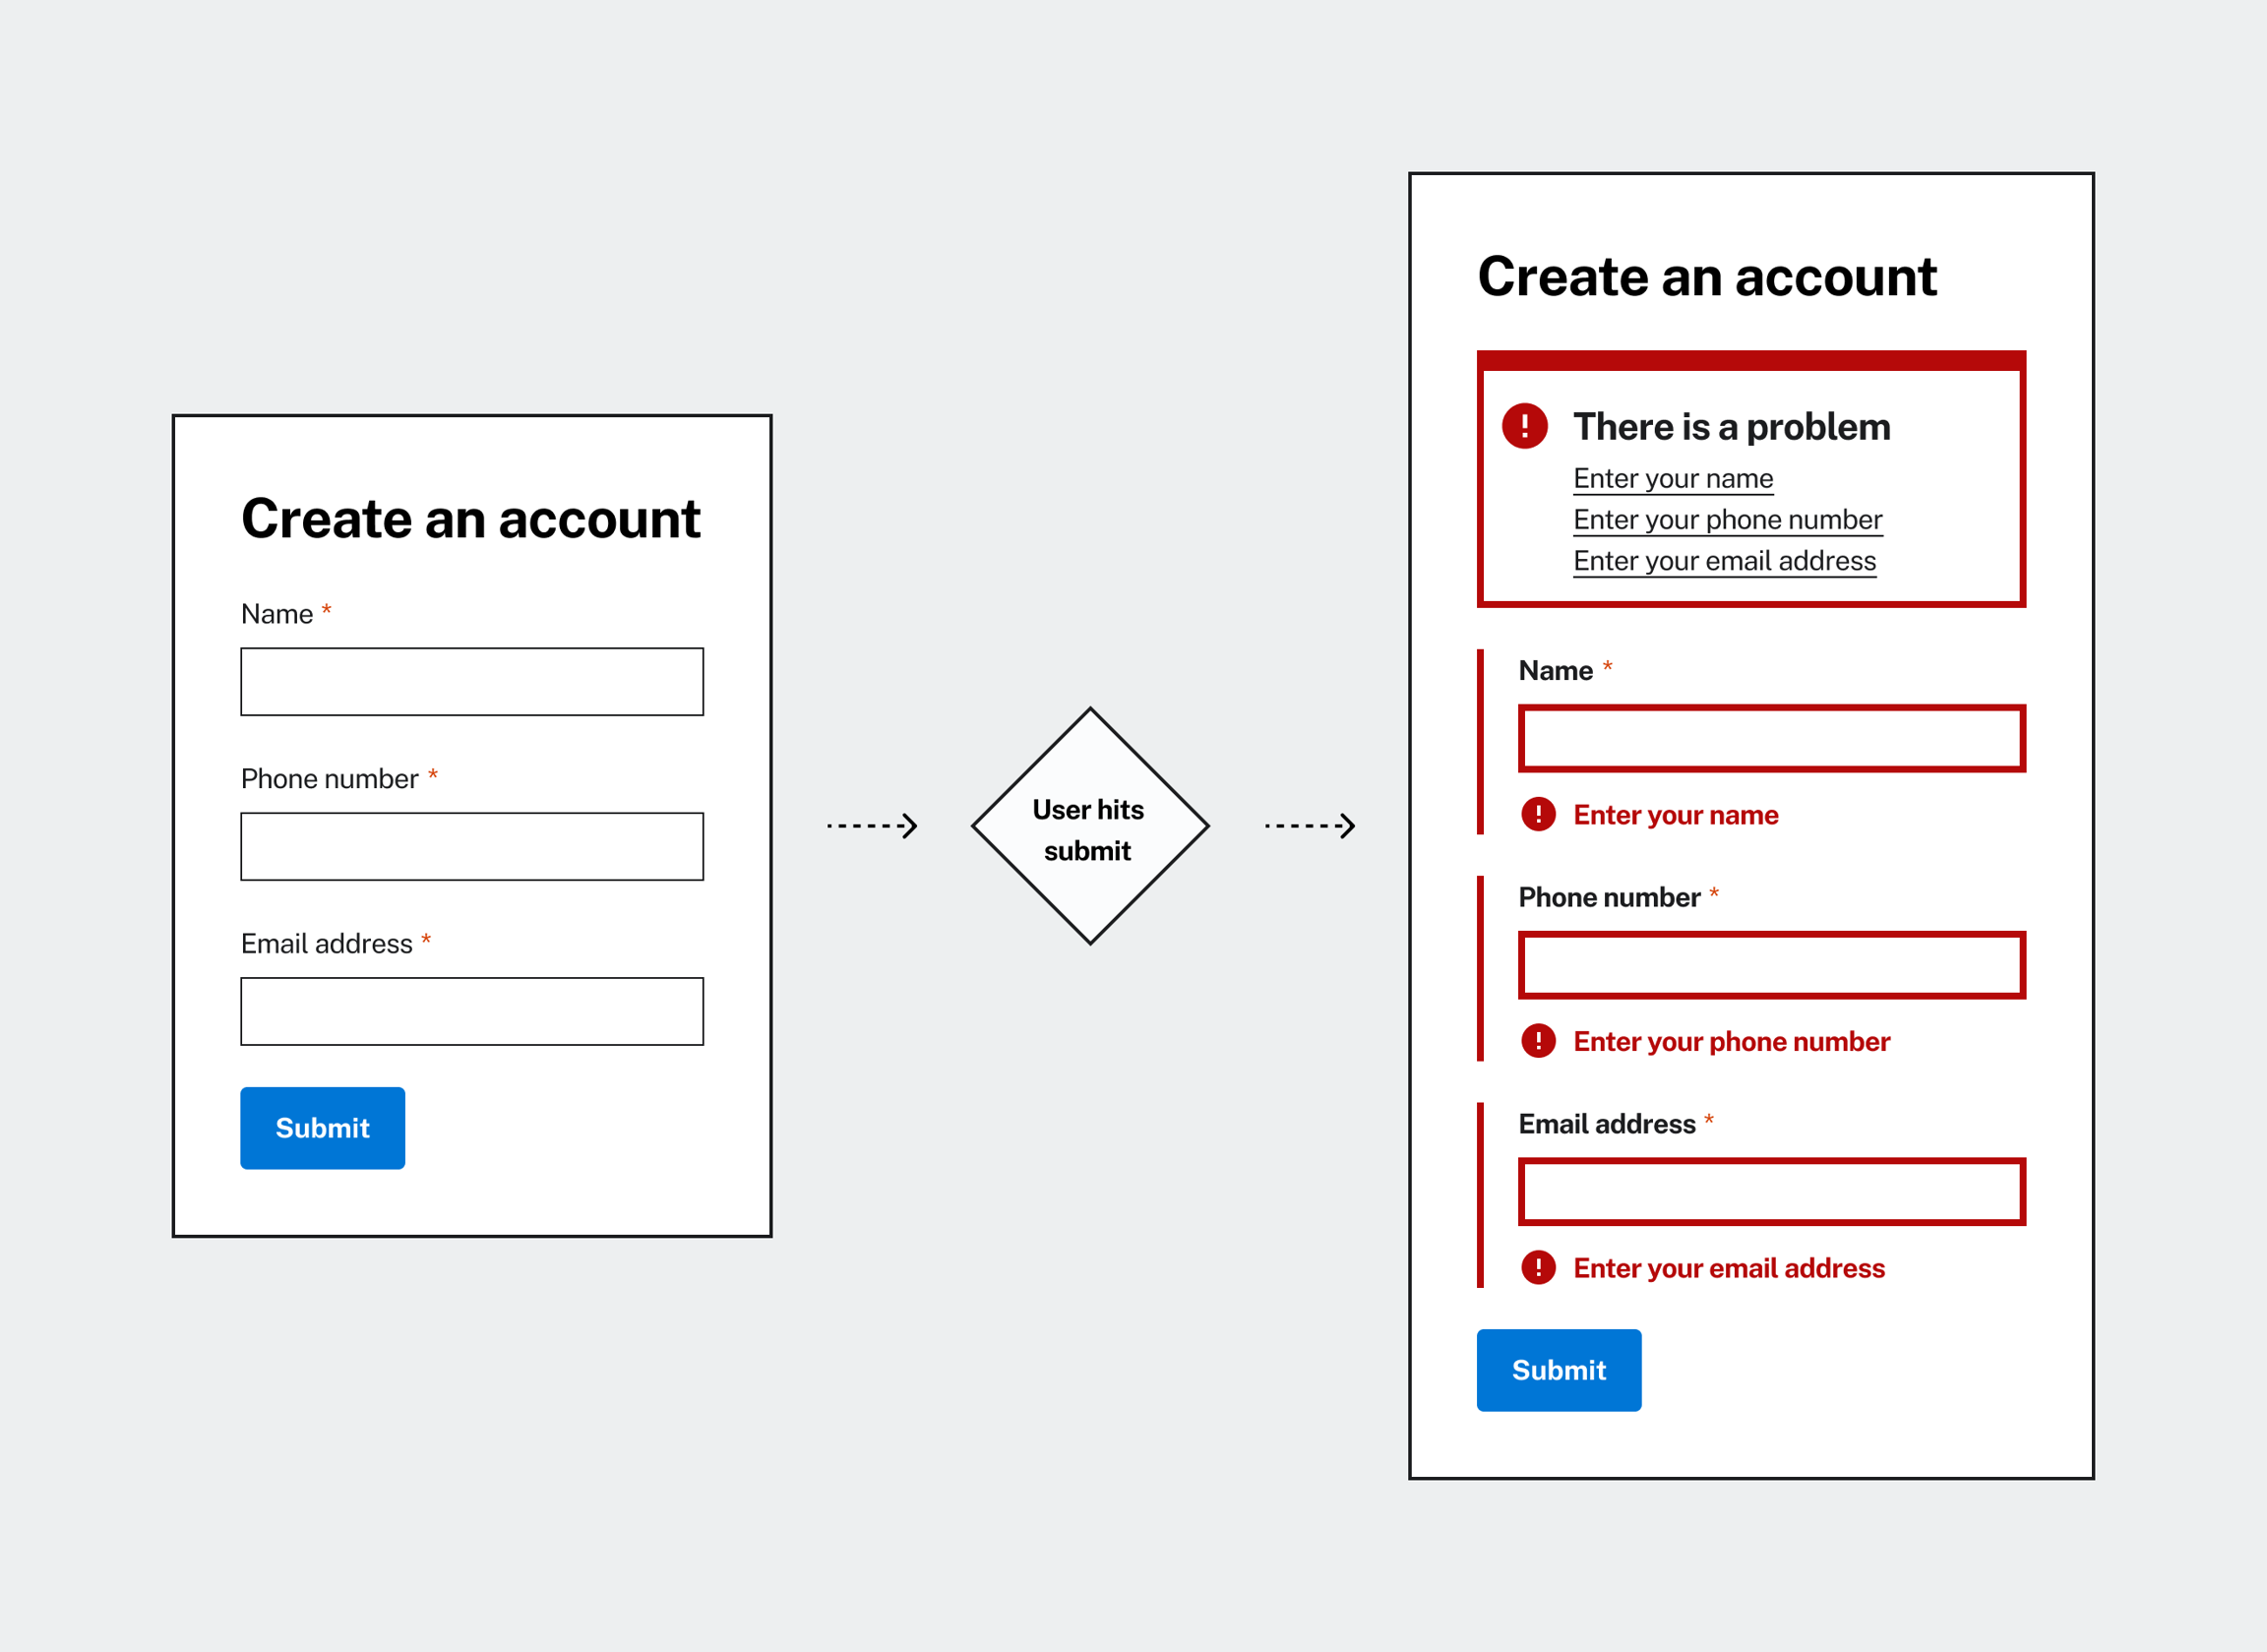 Create an account
Name *
Phone number *
Email address *
Submit
User hits
submit
Create an account
There is a problem
Enter your name
Enter your phone number
Enter your email address
Name *
Enter your name
Phone number *
Enter your phone number
Email address *
Enter your email address
Submit